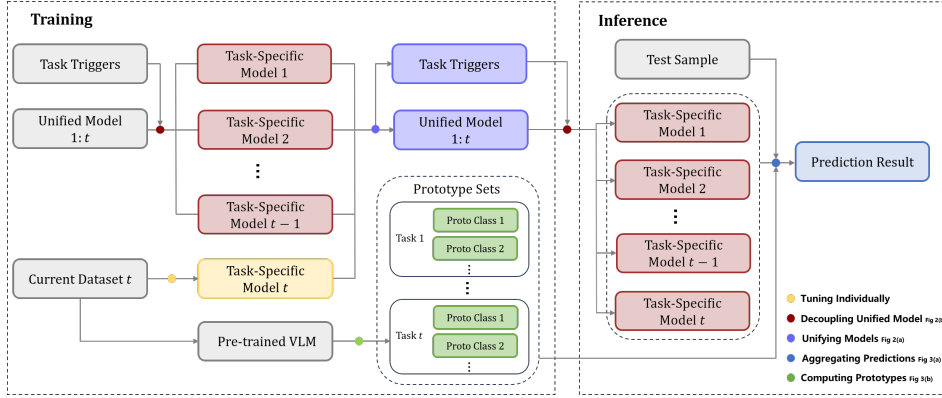 Training
Task Triggers
Unified Model
1: t
Task-Specific
Model 1
Task-Specific
Model 2
...
Task-Specific
Model t − 1
Current Dataset t
Task-Specific
Model t
Pre-trained VLM
Task Triggers
Unified Model
1: t
Prototype Sets
Task 1
Proto Class 1
Proto Class 2
...
...
Task t
Proto Class 1
Proto Class 2
...
Inference
Test Sample
Task-Specific
Model 1
Task-Specific
Model 2
...
Task-Specific
Model t − 1
Task-Specific
Model t
Prediction Result
Tuning Individually
Decoupling Unified Model Fig 2(b
Unifying Models Fig 2(a)
Aggregating Predictions Fig 3(a)
Computing Prototypes Fig 3(b)